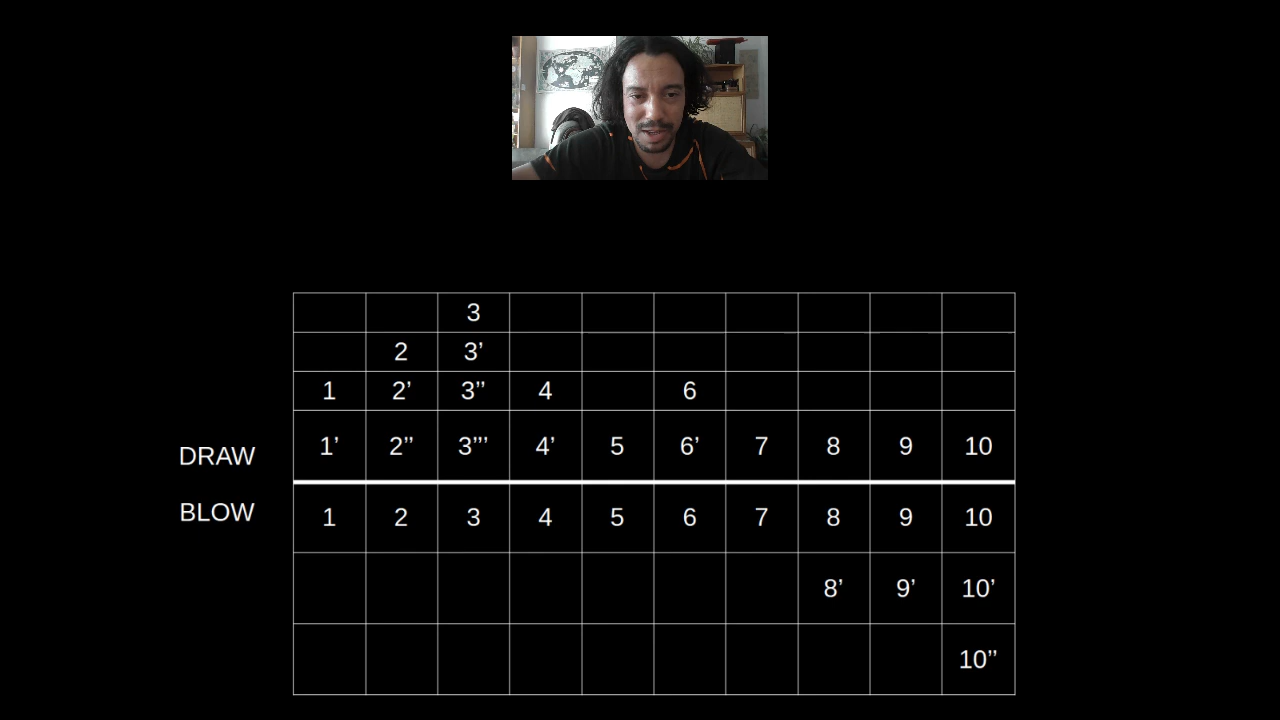 3
2 3’
1 2’ 3’’ 4 6
DRAW 1’ 2’’ 3’’’ 4’ 5 6’ 7 8 9 10
BLOW 1 2 3 4 5 6 7 8 9 10
8’ 9’ 10’
10’’